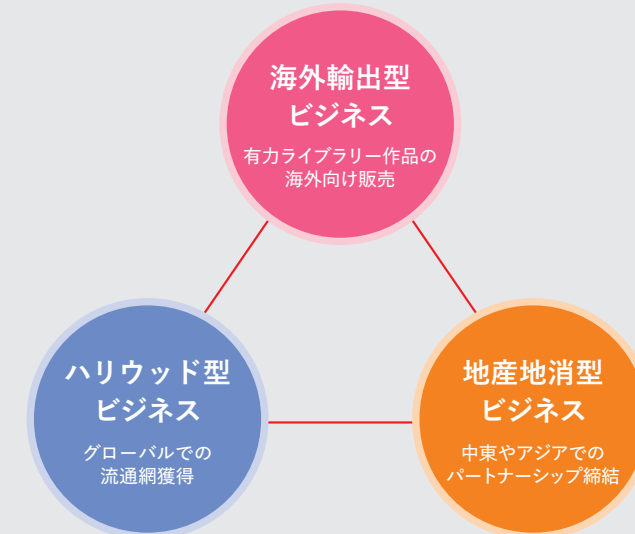 海外輸出型
ビジネス
有力ライブラリー作品の
海外向け販売
ハリウッド型
ビジネス
グローバルでの
流通網獲得
地産地消型
ビジネス
中東やアジアでの
パートナーシップ締結